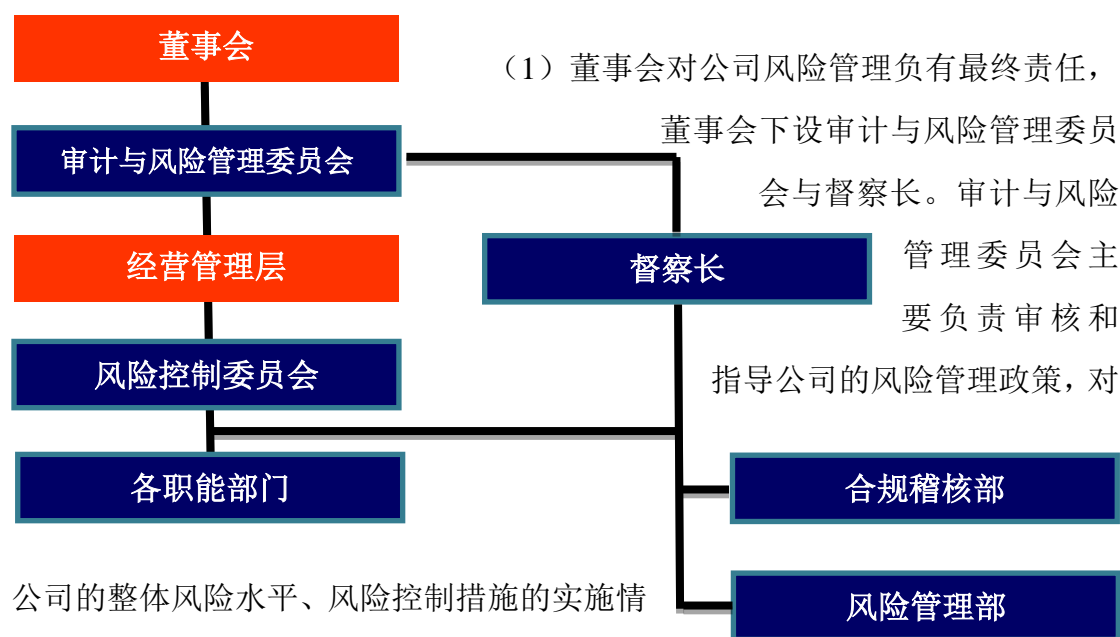 董事会
（1）董事会对公司风险管理负有最终责任，
董事会下设审计与风险管理委员
审计与风险管理委员会
会与督察长。审计与风险
经营管理层
督察长
管理委员会主
要负责审核和
风险控制委员会
指导公司的风险管理政策，对
各职能部门
合规稽核部
公司的整体风险水平、风险控制措施的实施情
风险管理部